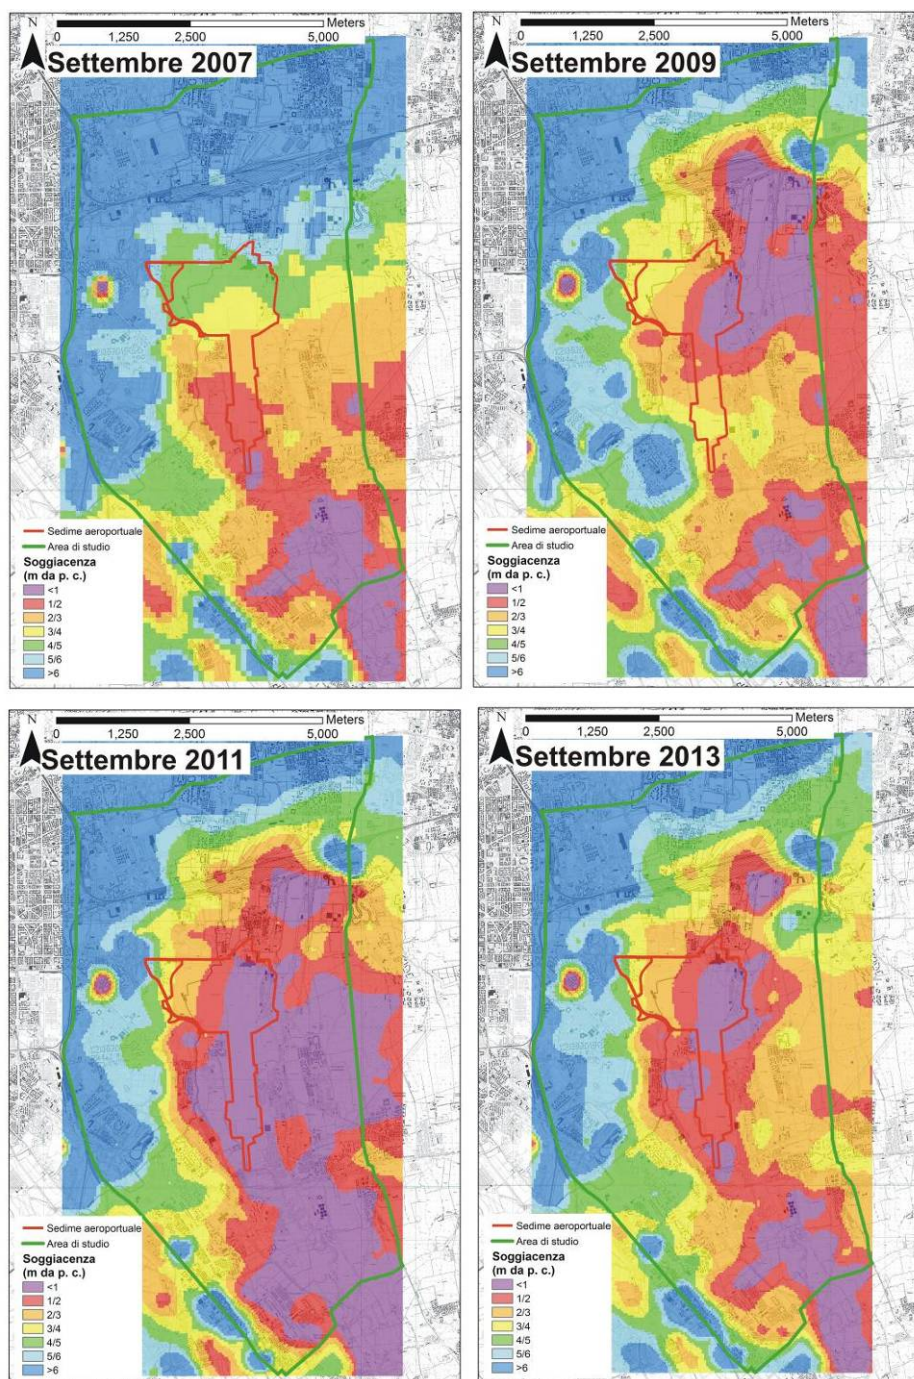 N
Meters
0 1,250 2,500 5,000
Settembre 2007
Sedime aeroportuale
Area di studio
Soggiacenza
(m da p. c.)
<1
1/2
2/3
3/4
4/5
5/6
>6
N
Meters
0 1,250 2,500 5,000
Settembre 2009
Sedime aeroportuale
Area di studio
Soggiacenza
(m da p. c.)
<1
1/2
2/3
3/4
4/5
5/6
>6
N
Meters
0 1,250 2,500 5,000
Settembre 2011
Sedime aeroportuale
Area di studio
Soggiacenza
(m da p. c.)
<1
1/2
2/3
3/4
4/5
5/6
>6
N
Meters
0 1,250 2,500 5,000
Settembre 2013
Sedime aeroportuale
Area di studio
Soggiacenza
(m da p. c.)
<1
1/2
2/3
3/4
4/5
5/6
>6